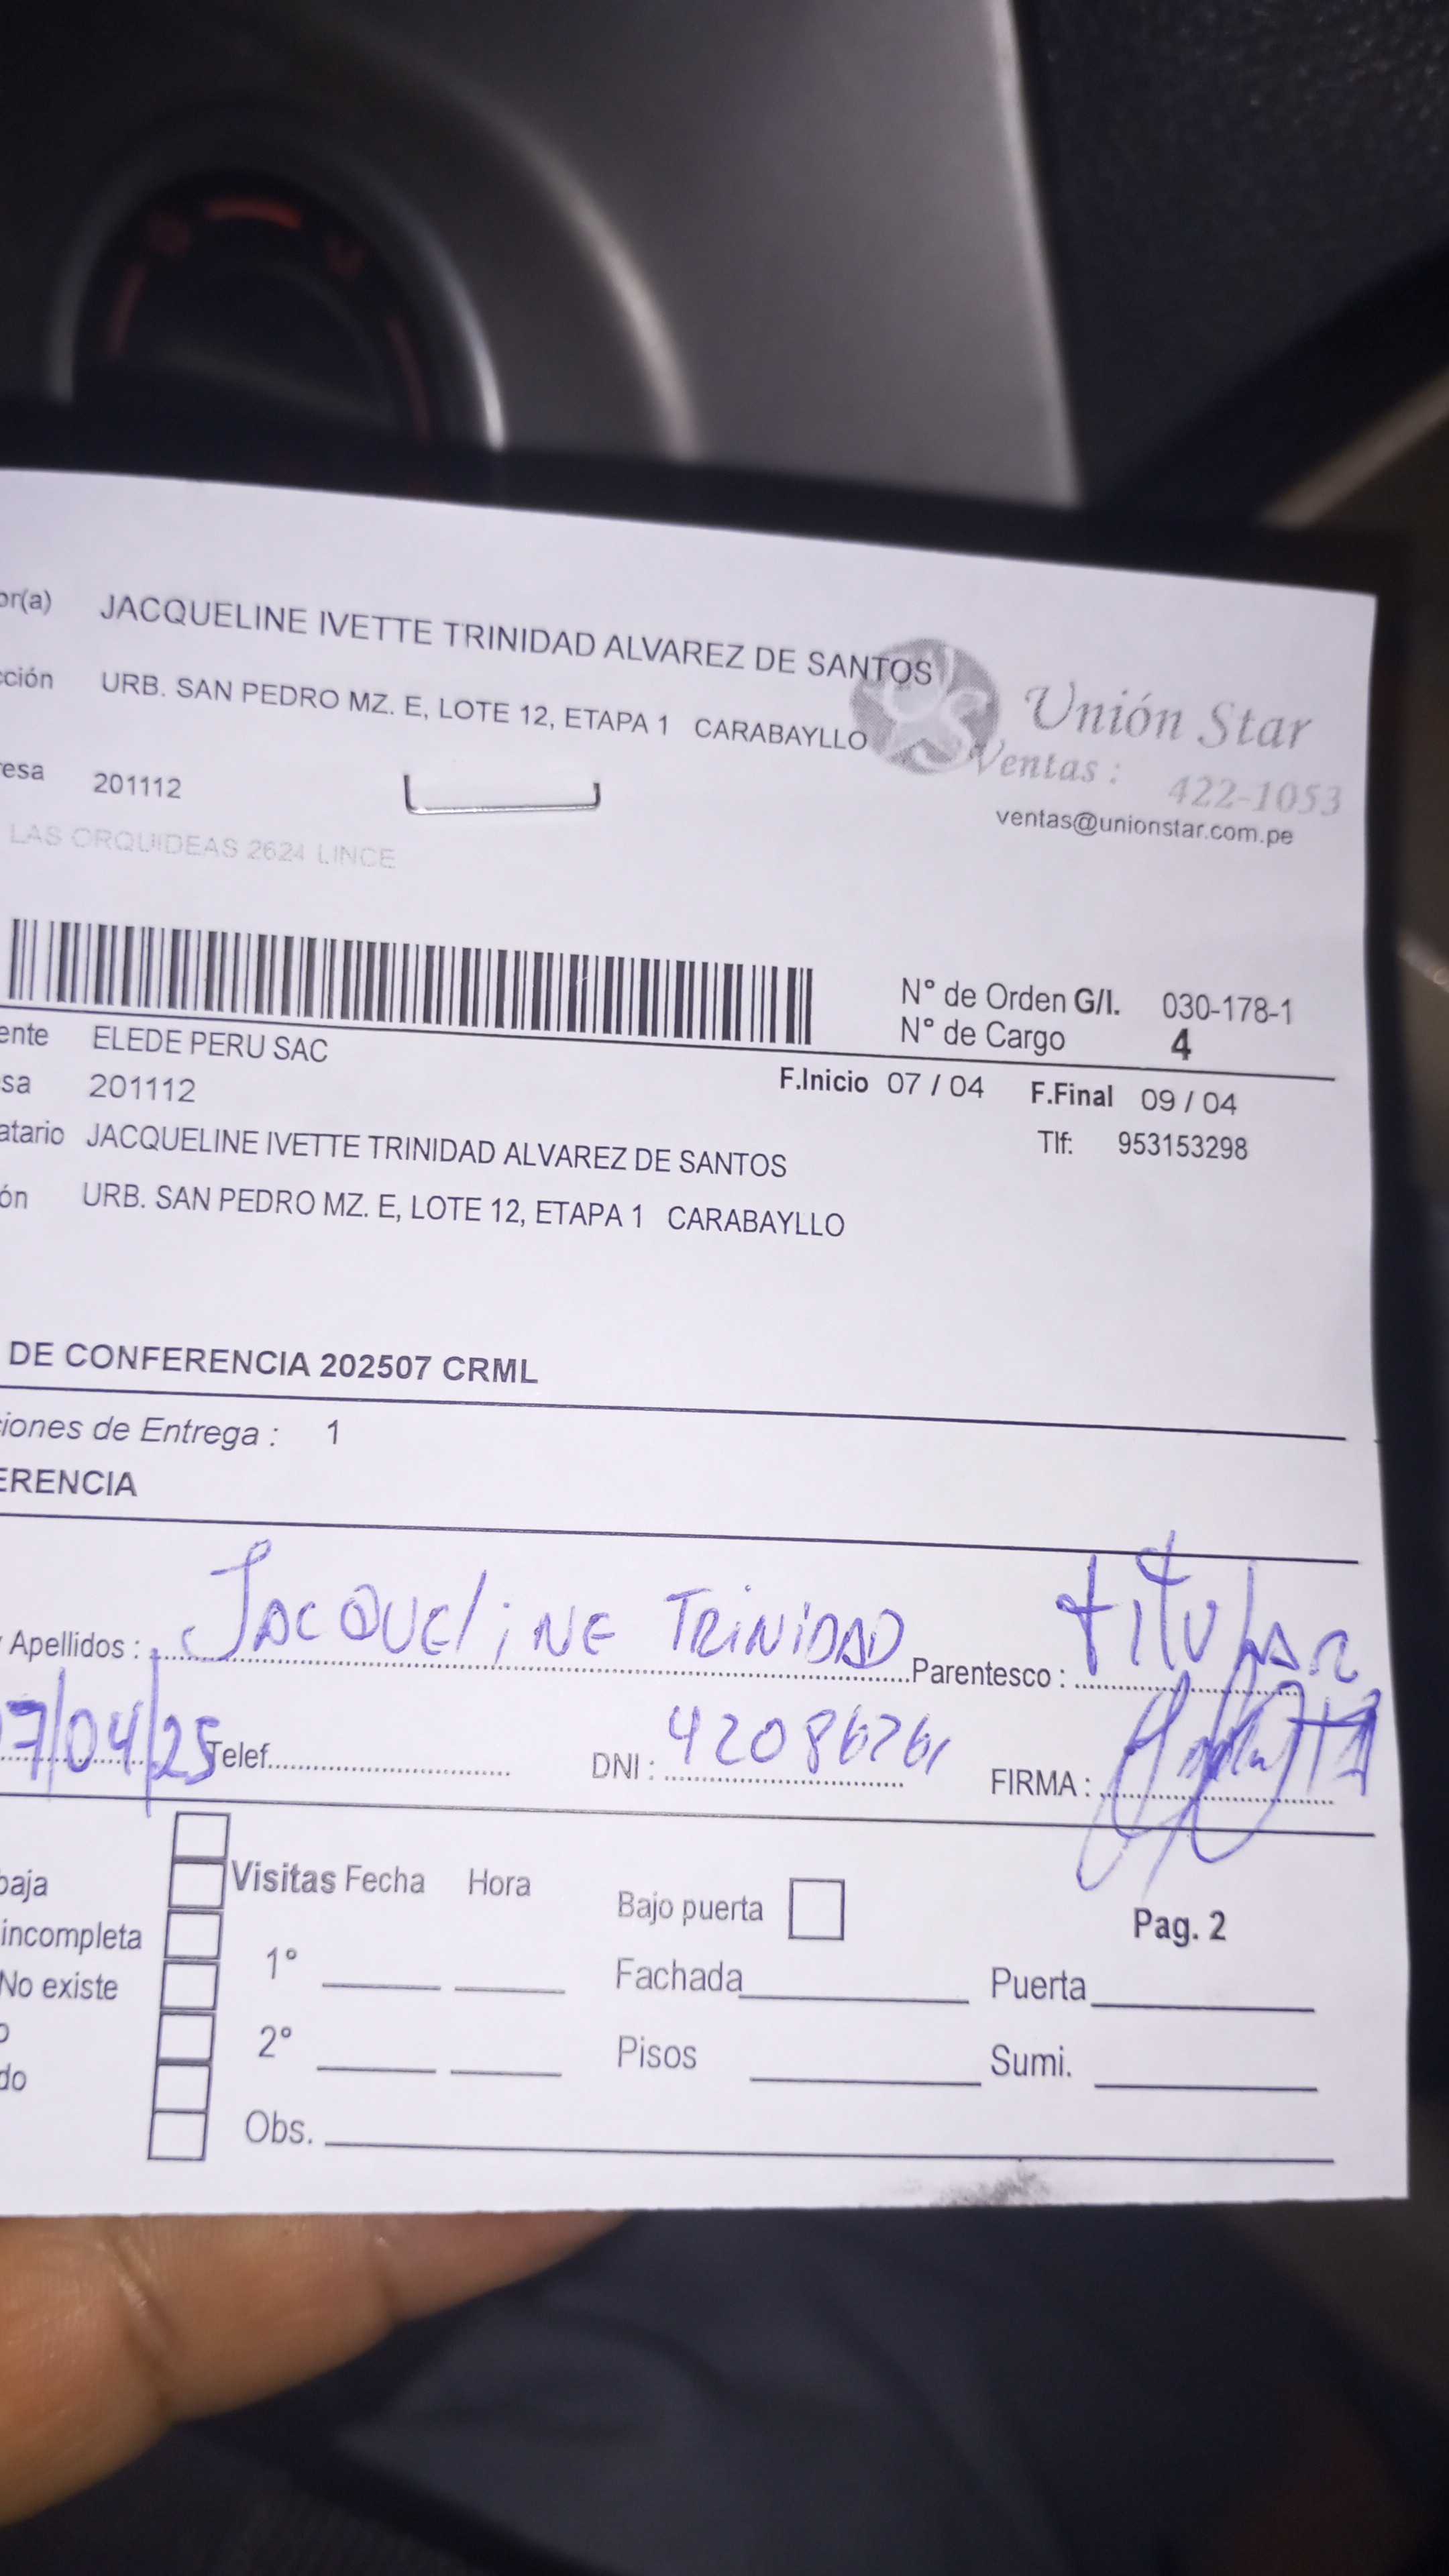 or(a) JACQUELINE IVETTE TRINIDAD ALVAREZ DE SANTOS
cción URB. SAN PEDRO MZ. E, LOTE 12, ETAPA 1 CARABAYLLO
Unión Star
Ventas : 422-1053
esa 201112
ventas@unionstar.com.pe
LAS ORQUIDEAS 2624 LINCE
N° de Orden G/I. 030-178-1
N° de Cargo 4
ente ELEDE PERU SAC
F.Inicio 07 / 04 F.Final 09 / 04
sa 201112
Tlf: 953153298
atario JACQUELINE IVETTE TRINIDAD ALVAREZ DE SANTOS
ón URB. SAN PEDRO MZ. E, LOTE 12, ETAPA 1 CARABAYLLO
DE CONFERENCIA 202507 CRML
ciones de Entrega : 1
ERENCIA
y Apellidos : JACQUELINE TRINIDAD Parentesco : titular
7/04/25 Telef. DNI : 42086761 FIRMA :
Visitas Fecha Hora
baja
Bajo puerta
Pag. 2
incompleta
1°
Fachada Puerta
No existe
o
2°
Pisos Sumi.
do
Obs.